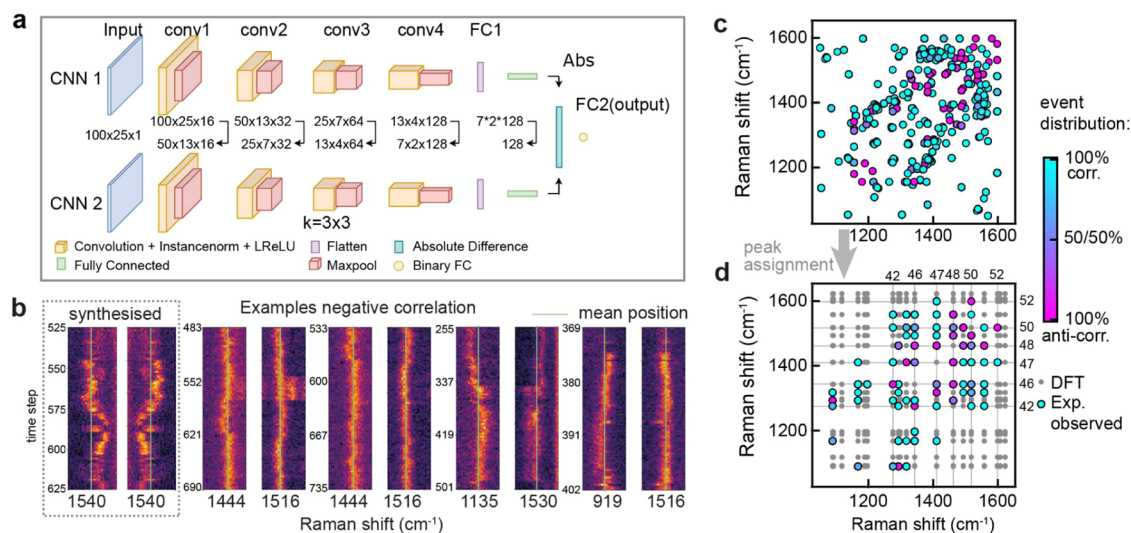 a
Input conv1 conv2 conv3 conv4 FC1
CNN 1
Abs
FC2(output)
100x25x1
100x25x16 50x13x32 25x7x64 13x4x128 7*2*128
50x13x16 25x7x32 13x4x64 7x2x128 128
CNN 2
k=3x3
Convolution + Instancenorm + LReLU
Flatten
Absolute Difference
Fully Connected
Maxpool
Binary FC
b
synthesised
Examples negative correlation
mean position
time step
525
550
575
600
625
1540 1540
483
552
621
690
1444 1516
533
600
667
735
1444 1516
255
337
419
501
1135 1530
369
380
391
402
919 1516
Raman shift (cm-1)
c
Raman shift (cm-1)
1600
1400
1200
1200 1400 1600
peak
assignment
event
distribution:
100%
corr.
50/50%
100%
anti-corr.
d
42 46 47 48 50 52
Raman shift (cm-1)
1600
1400
1200
52
50
48
47
46
42
1200 1400 1600
Raman shift (cm-1)
DFT
Exp.
observed